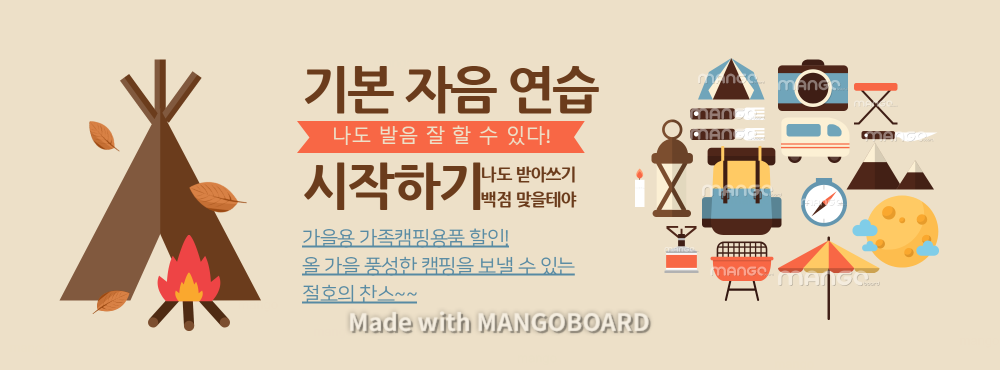 기본 자음 연습
나도 발음 잘 할 수 있다!
시작하기
나도 받아쓰기
백점 맞을테야
가을용 가족캠핑용품 할인!
올 가을 풍성한 캠핑을 보낼 수 있는
절호의 찬스~~
Made with MANGOBOARD